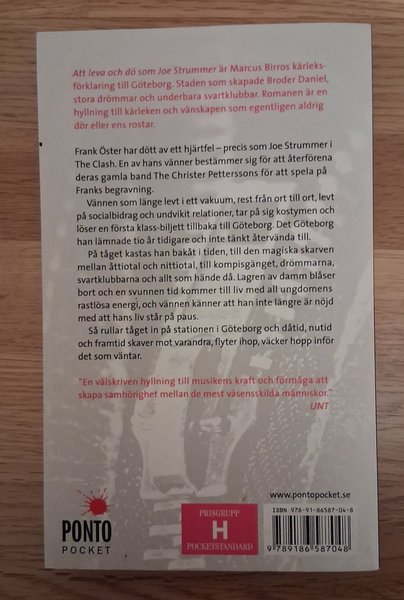 Att leva och dö som Joe Strummer är Marcus Birros kärleks-
förklaring till Göteborg. Staden som skapade Broder Daniel,
stora drömmar och underbara svartklubbar. Romanen är en
hyllning till kärleken och vänskapen som egentligen aldrig
dör eller ens rostar.
Frank Öster har dött av ett hjärtfel – precis som Joe Strummer i
The Clash. En av hans vänner bestämmer sig för att återförena
deras gamla band The Christer Petterssons för att spela på
Franks begravning.
Vännen som länge levt i ett vakuum, rest från ort till ort, levt
på socialbidrag och undvikit relationer, tar på sig kostymen och
löser en första klass-biljett tillbaka till Göteborg. Det Göteborg
han lämnade tio år tidigare och inte tänkt återvända till.
På tåget kastas han bakåt i tiden, till den magiska skarven
mellan åttiotal och nittiotal, till kompisgänget, drömmarna,
svartklubbarna och allt som hände då. Lagren av damm blåser
bort och en svunnen tid kommer till liv med all ungdomens
rastlösa energi, och vännen känner att han inte längre är nöjd
med att hans liv står på paus.
Så rullar tåget in på stationen i Göteborg och dåtid, nutid
och framtid skaver mot varandra, flyter ihop, väcker hopp inför
det som väntar.
"En välskriven hyllning till musikens kraft och förmåga att
skapa samhörighet mellan de mest väsensskilda människor."
UNT
www.pontopocket.se
PONTO
POCKET
PRISGRUPP
H
POCKETSTANDARD
ISBN 978-91-86587-04-8
9 789186 587048